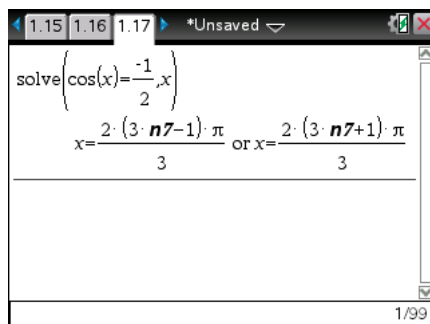 1.15 1.16 1.17 *Unsaved
solve(cos(x)=-1/2,x)
x=2·(3·n7−1)·π/3 or x=2·(3·n7+1)·π/3
1/99